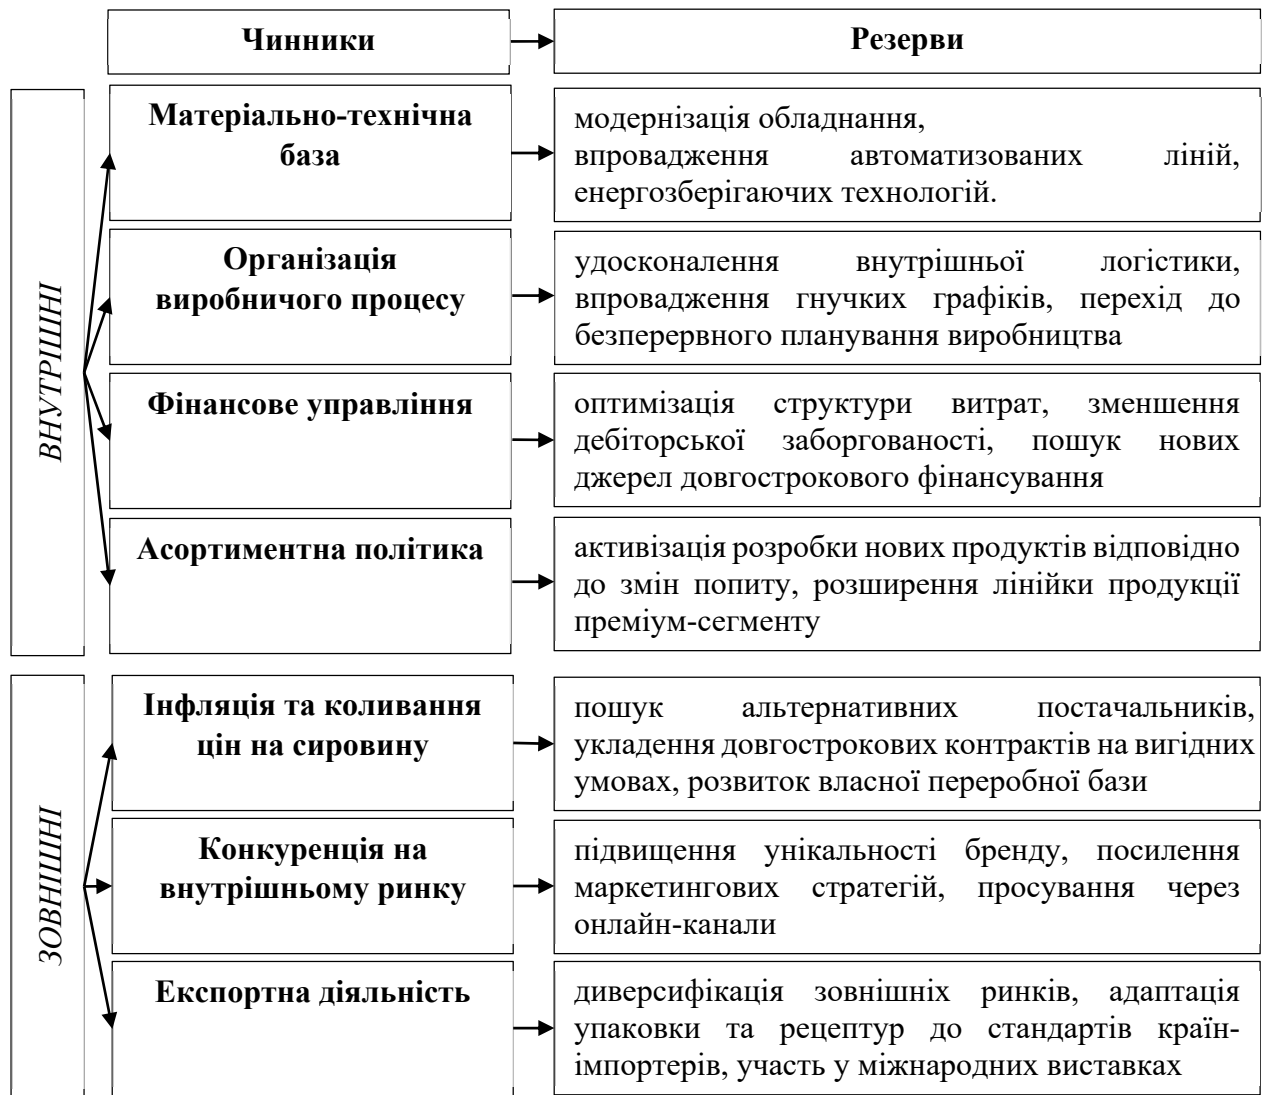 Чинники
Резерви
ВНУТРІШНІ
Матеріально-технічна
база
модернізація обладнання,
впровадження автоматизованих ліній,
енергозберігаючих технологій.
Організація
виробничого процесу
удосконалення внутрішньої логістики,
впровадження гнучких графіків, перехід до
безперервного планування виробництва
Фінансове управління
оптимізація структури витрат, зменшення
дебіторської заборгованості, пошук нових
джерел довгострокового фінансування
Асортиментна політика
активізація розробки нових продуктів відповідно
до змін попиту, розширення лінійки продукції
преміум-сегменту
ЗОВНІШНІ
Інфляція та коливання
цін на сировину
пошук альтернативних постачальників,
укладення довгострокових контрактів на вигідних
умовах, розвиток власної переробної бази
Конкуренція на
внутрішньому ринку
підвищення унікальності бренду, посилення
маркетингових стратегій, просування через
онлайн-канали
Експортна діяльність
диверсифікація зовнішніх ринків, адаптація
упаковки та рецептур до стандартів країн-
імпортерів, участь у міжнародних виставках